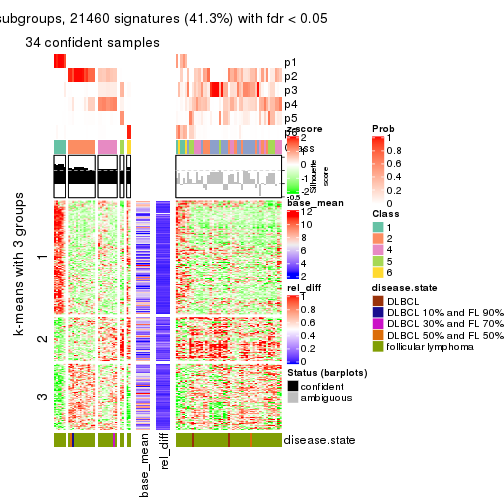 subgroups, 21460 signatures (41.3%) with fdr < 0.05
34 confident samples
p1
p2
p3
p4
p5
k-means with 3 groups
1
2
3
base_mean
rel_diff
disease.state
z-score
2
1
0
-1
-2
Silhouette
score
base_mean
12
10
8
6
4
2
rel_diff
1
0.8
0.6
0.4
0.2
0
Status (barplots)
confident
ambiguous
Prob
1
0.8
0.6
0.4
0.2
0
Class
1
2
4
5
6
disease.state
DLBCL
DLBCL 10% and FL 90%
DLBCL 30% and FL 70%
DLBCL 50% and FL 50%
follicular lymphoma